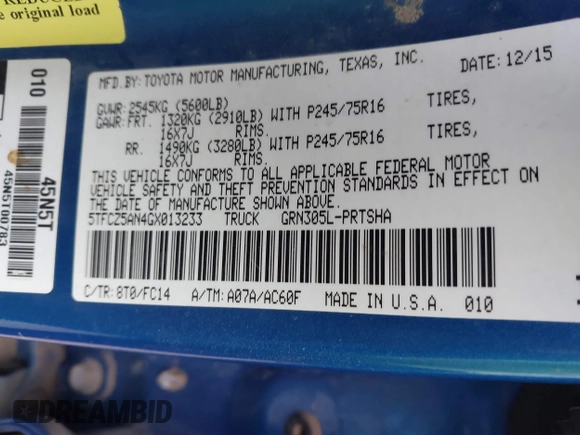 REDUCED
e original load
010
45N5T
45N5T00783
MFD.BY: TOYOTA MOTOR MANUFACTURING, TEXAS, INC. DATE: 12/15
GVWR: 2545KG (5600LB)
GAWR: FRT. 1320KG (2910LB) WITH P245/75R16 TIRES,
16X7J RIMS.
RR. 1490KG (3280LB) WITH P245/75R16 TIRES,
16X7J RIMS.
THIS VEHICLE CONFORMS TO ALL APPLICABLE FEDERAL MOTOR
VEHICLE SAFETY AND THEFT PREVENTION STANDARDS IN EFFECT ON
THE DATE OF MANUFACTURE SHOWN ABOVE.
5TFCZ5AN4GX013233 TRUCK GRN305L-PRTSHA
C/TR: 8T0/FC14 A/TM: A07A/AC60F MADE IN U.S.A. 010
DREAMBID